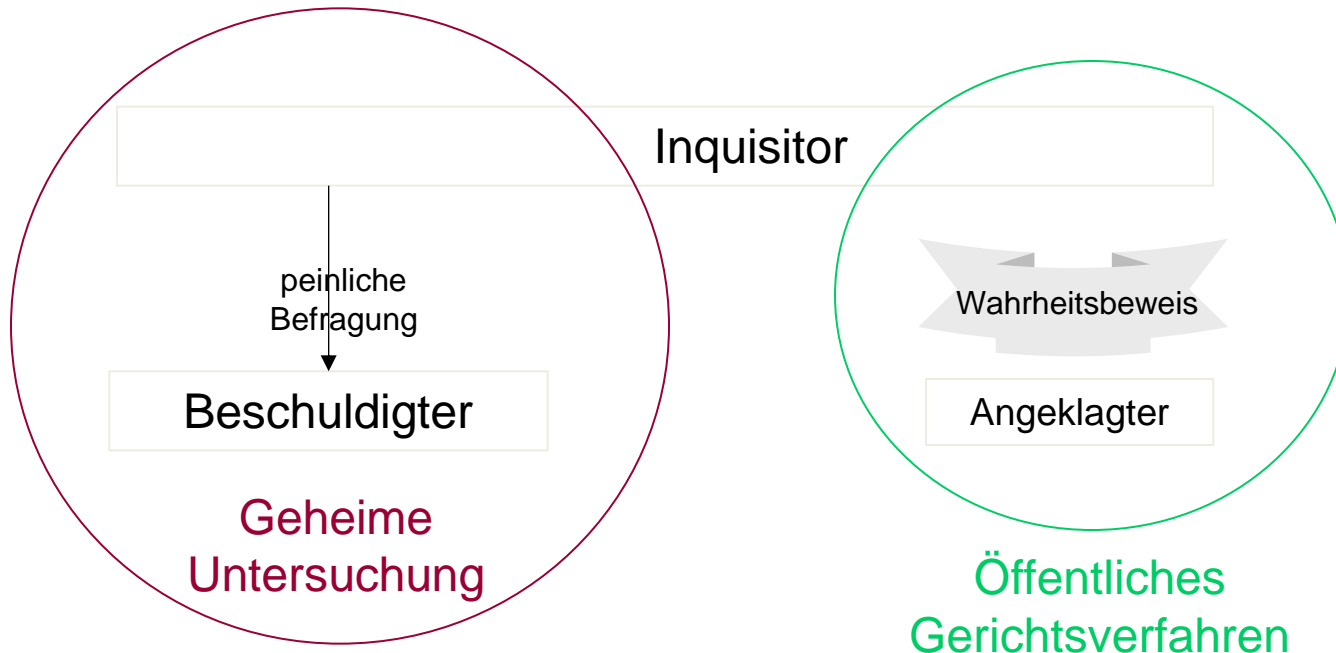 Inquisitor
peinliche
Befragung
Beschuldigter
Geheime
Untersuchung
Wahrheitsbeweis
Angeklagter
Öffentliches
Gerichtsverfahren